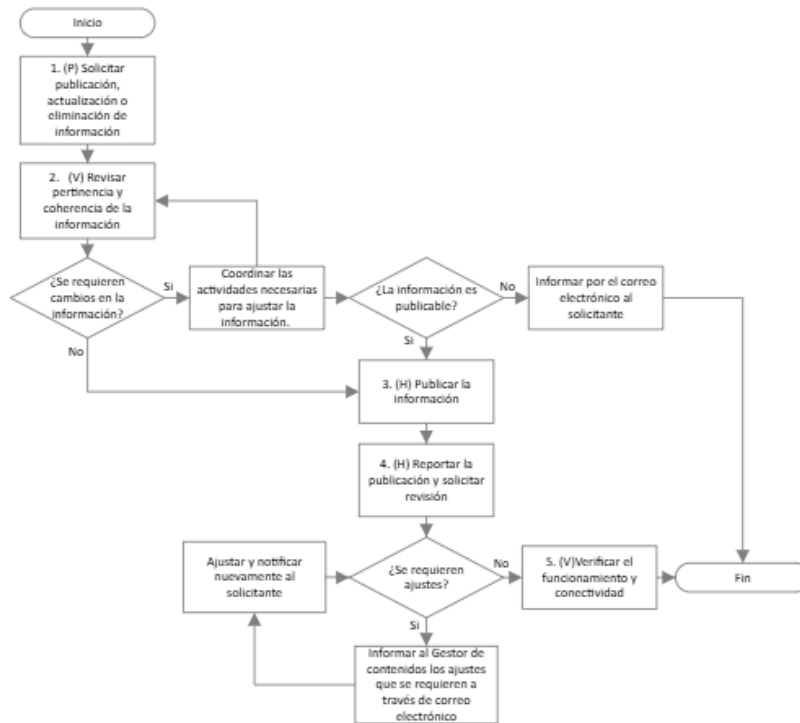 Inicio
1. (P) Solicitar
publicación,
actualización o
eliminación de
información
2. (V) Revisar
pertinencia y
coherencia de la
información
¿Se requieren
cambios en la
información?
Si
Coordinar las
actividades necesarias
para ajustar la
información.
¿La información es
publicable?
No
Informar por el correo
electrónico al
solicitante
No
Si
3. (H) Publicar la
información
4. (H) Reportar la
publicación y solicitar
revisión
Ajustar y notificar
nuevamente al
solicitante
¿Se requieren
ajustes?
No
5. (V)Verificar el
funcionamiento y
conectividad
Fin
Si
Informar al Gestor de
contenidos los ajustes
que se requieren a
través de correo
electrónico